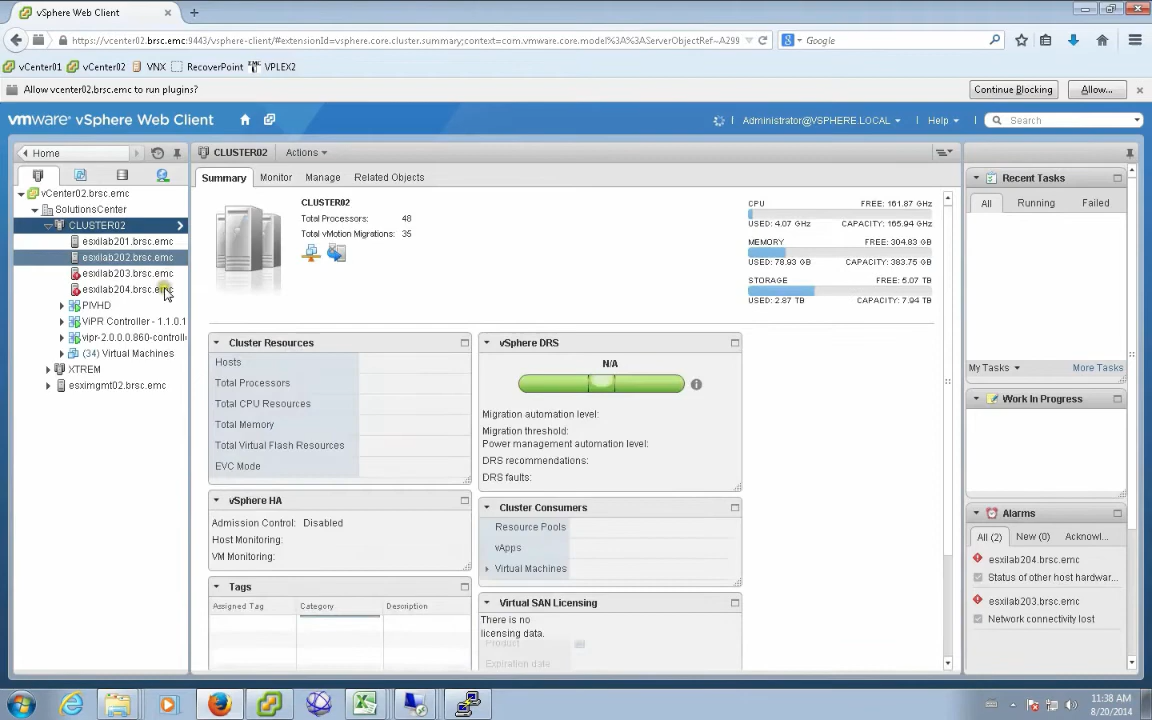 vSphere Web Client
https://vcenter02.brsc.emc:9443/vsphere-client/#extensionId=vsphere.core.cluster.summary;context=com.vmware.core.model%3A%3AServerObjectRef~A299
Google
vCenter01 vCenter02 VNX RecoverPoint VPLEX2
Allow vcenter02.brsc.emc to run plugins?
Continue Blocking
Allow...
vmware® vSphere Web Client
Administrator@VSPHERE.LOCAL
Help
Search
Home
CLUSTER02
Actions
Summary Monitor Manage Related Objects
vCenter02.brsc.emc
SolutionsCenter
CLUSTER02
esxilab201.brsc.emc
esxilab202.brsc.emc
esxilab203.brsc.emc
esxilab204.brsc.emc
PIVHD
ViPR Controller - 1.1.0.1
vipr-2.0.0.0.860-controll
(34) Virtual Machines
XTREM
eximgmt02.brsc.emc
CLUSTER02
Total Processors: 48
Total vMotion Migrations: 35
CPU FREE: 161.87 GHz
USED: 4.07 GHz CAPACITY: 165.94 GHz
MEMORY FREE: 304.83 GB
USED: 78.93 GB CAPACITY: 383.75 GB
STORAGE FREE: 5.07 TB
USED: 2.87 TB CAPACITY: 7.94 TB
Cluster Resources
Hosts
Total Processors
Total CPU Resources
Total Memory
Total Virtual Flash Resources
EVC Mode
vSphere HA
Admission Control: Disabled
Host Monitoring:
VM Monitoring:
Tags
Assigned Tag Category Description
vSphere DRS
N/A
Migration automation level:
Migration threshold:
Power management automation level:
DRS recommendations:
DRS faults:
Cluster Consumers
Resource Pools
vApps
Virtual Machines
Virtual SAN Licensing
There is no
licensing data.
Product
Expiration date
Recent Tasks
All Running Failed
My Tasks More Tasks
Work In Progress
Alarms
All (2) New (0) Acknowl...
esxilab204.brsc.emc
Status of other host hardwar...
esxilab203.brsc.emc
Network connectivity lost
11:38 AM
8/20/2014